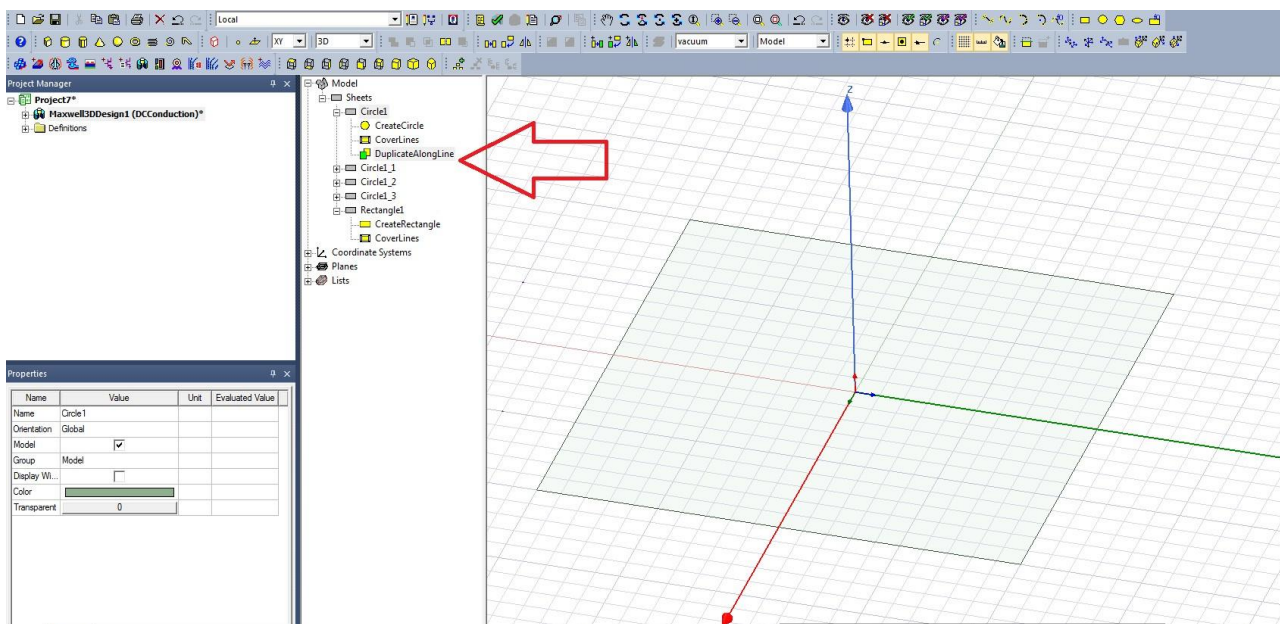 Local
XY
3D
vacuum
Model
Project Manager
Project7*
Maxwell3DDesign1 (DCConduction)*
Definitions
Model
Sheets
Circle1
CreateCircle
CoverLines
DuplicateAlongLine
Circle1_1
Circle1_2
Circle1_3
Rectangle1
CreateRectangle
CoverLines
Coordinate Systems
Planes
Lists
Z
Properties
Name Value Unit Evaluated Value
Name Circle1
Orientation Global
Model
Group Model
Display Wi...
Color
Transparent 0